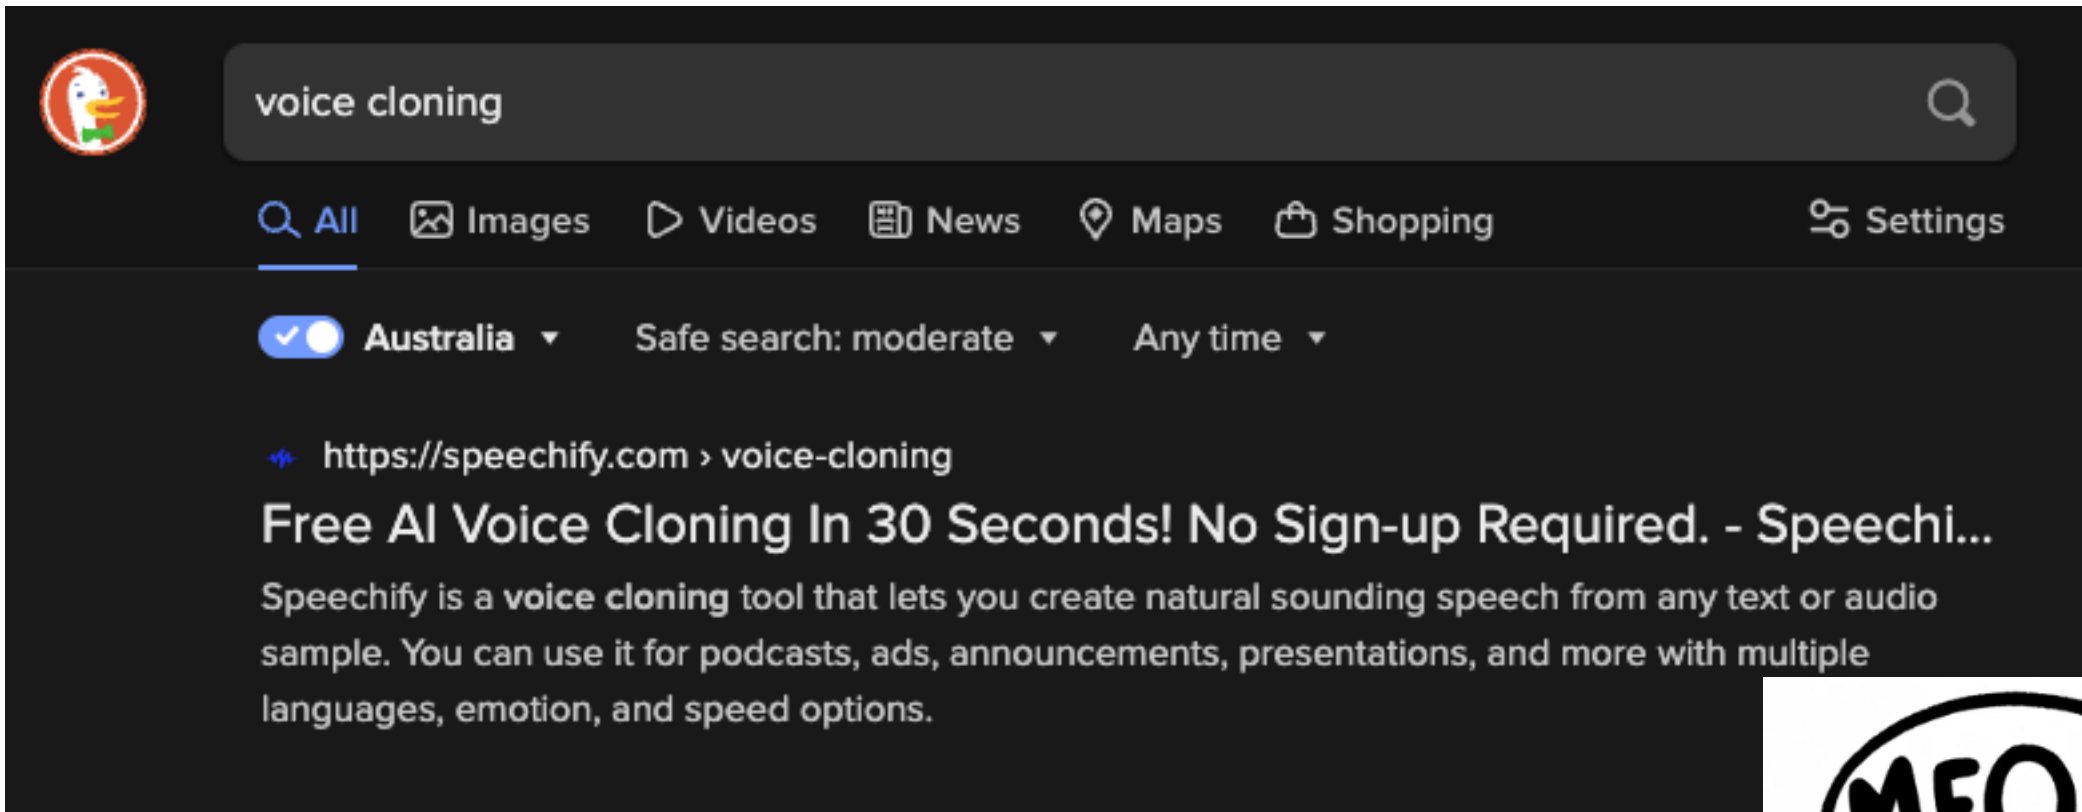 voice cloning
All Images Videos News Maps Shopping Settings
Australia Safe search: moderate Any time
https://speechify.com › voice-cloning
Free AI Voice Cloning In 30 Seconds! No Sign-up Required. - Speechi...
Speechify is a voice cloning tool that lets you create natural sounding speech from any text or audio
sample. You can use it for podcasts, ads, announcements, presentations, and more with multiple
languages, emotion, and speed options.